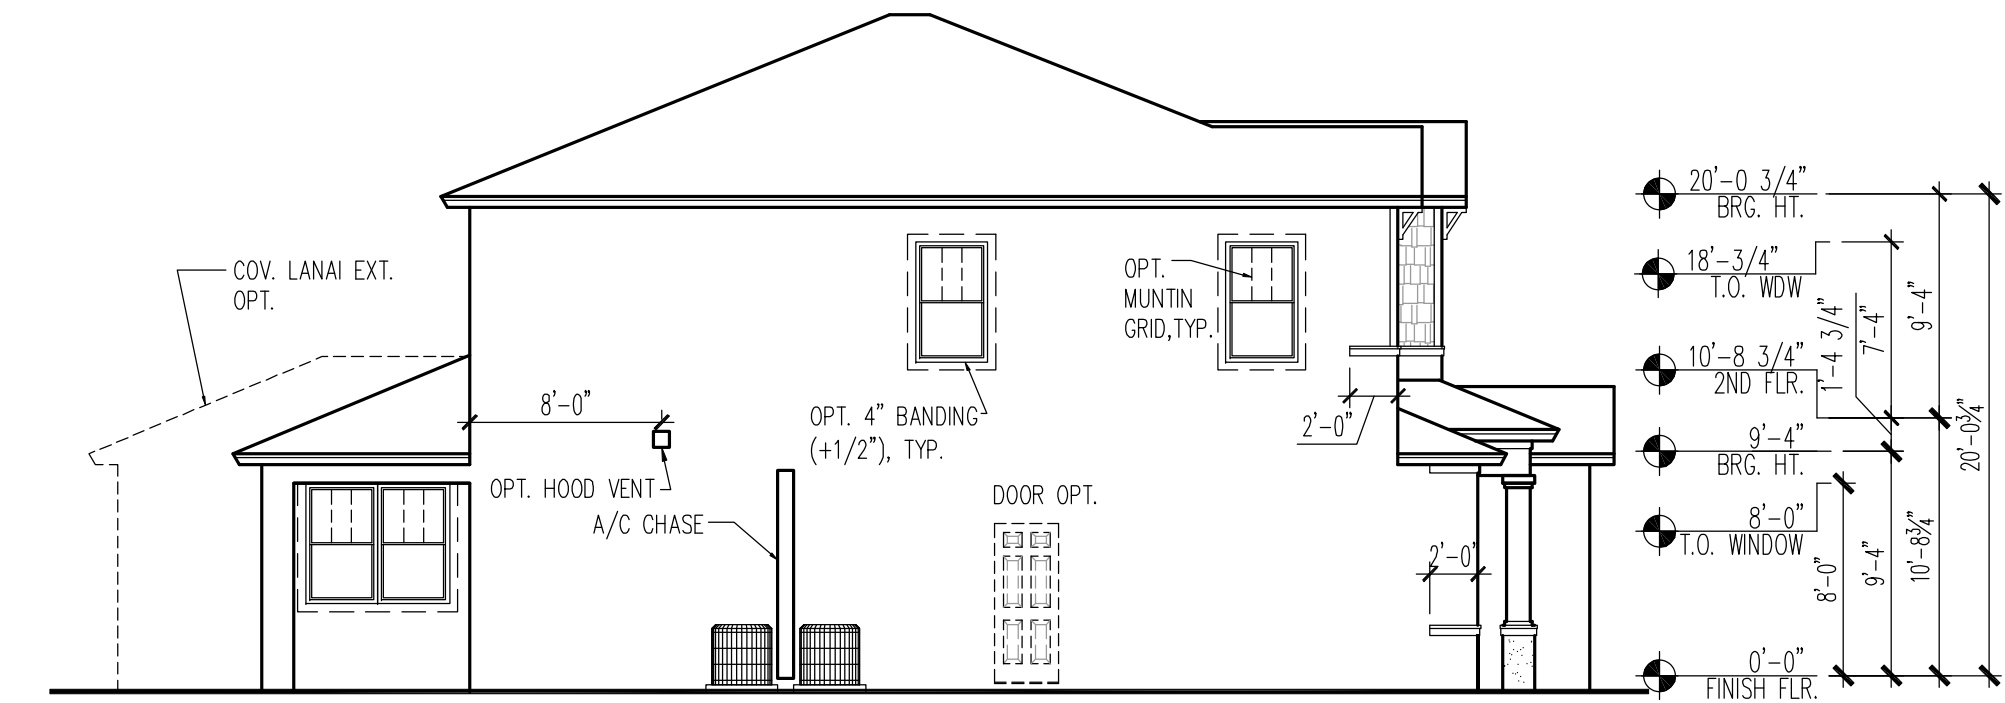 COV. LANAI EXT.
OPT.
8'-0"
OPT. HOOD VENT
A/C CHASE
OPT. 4" BANDING
(+1/2"), TYP.
DOOR OPT.
OPT.
MUNTIN
GRID,TYP.
2'-0"
2'-0"
20'-0 3/4"
BRG. HT.
18'-3/4"
T.O. WDW
10'-8 3/4"
2ND FLR.
9'-4"
BRG. HT.
8'-0"
T.O. WINDOW
0'-0"
FINISH FLR.
1'-4 3/4"
7'-4"
9'-4"
20'-0¾"
8'-0"
9'-4"
10'-8¾"